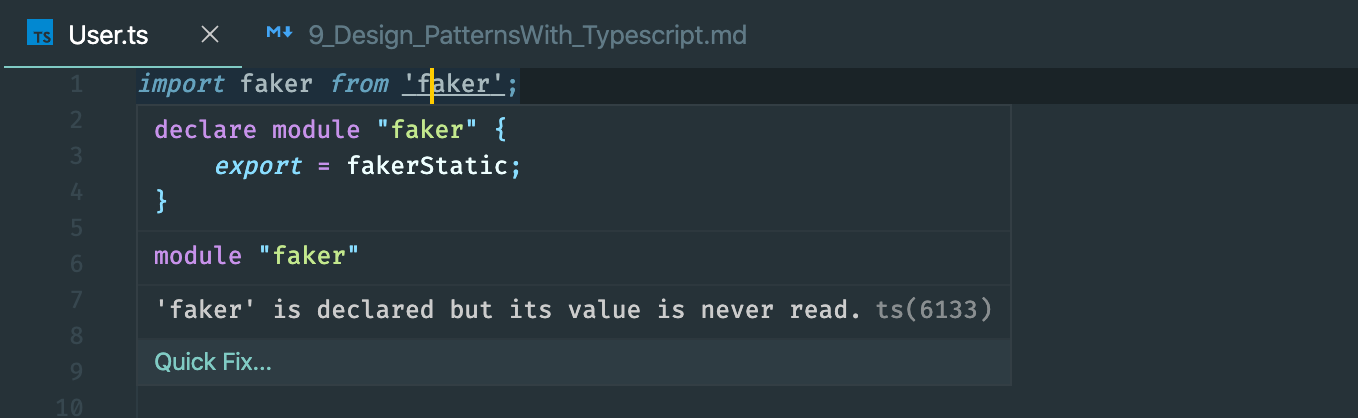 TS User.ts × M↓ 9_Design_PatternsWith_Typescript.md
1 import faker from 'faker';
2 declare module "faker" {
3 export = fakerStatic;
4 }
5
6 module "faker"
7 'faker' is declared but its value is never read. ts(6133)
8
9 Quick Fix...
10